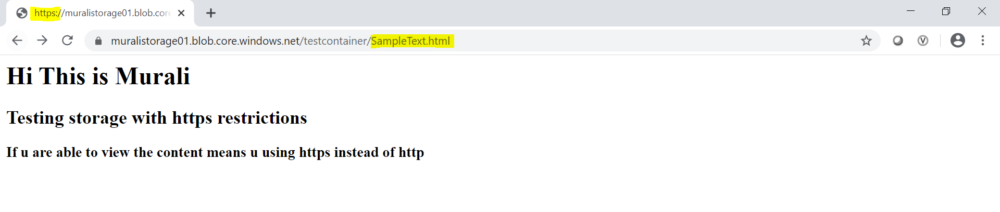 https://muralistorage01.blob.core
muralistorage01.blob.core.windows.net/testcontainer/SampleText.html
Hi This is Murali
Testing storage with https restrictions
If u are able to view the content means u using https instead of http